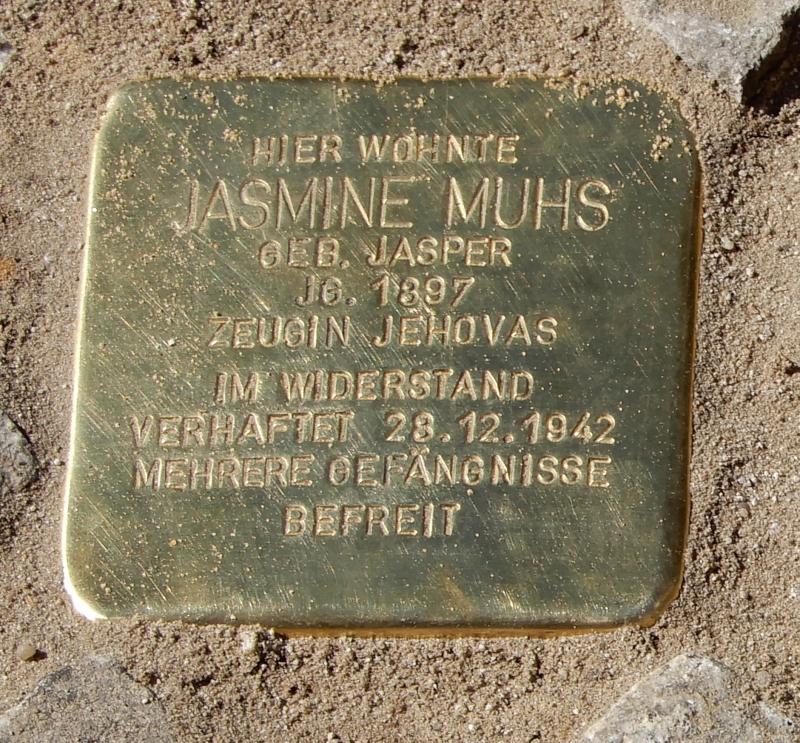 HIER WOHNTE
JASMINE MUHS
GEB. JASPER
JG. 1897
ZEUGIN JEHOVAS
IM WIDERSTAND
VERHAFTET 28.12.1942
MEHRERE GEFÄNGNISSE
BEFREIT